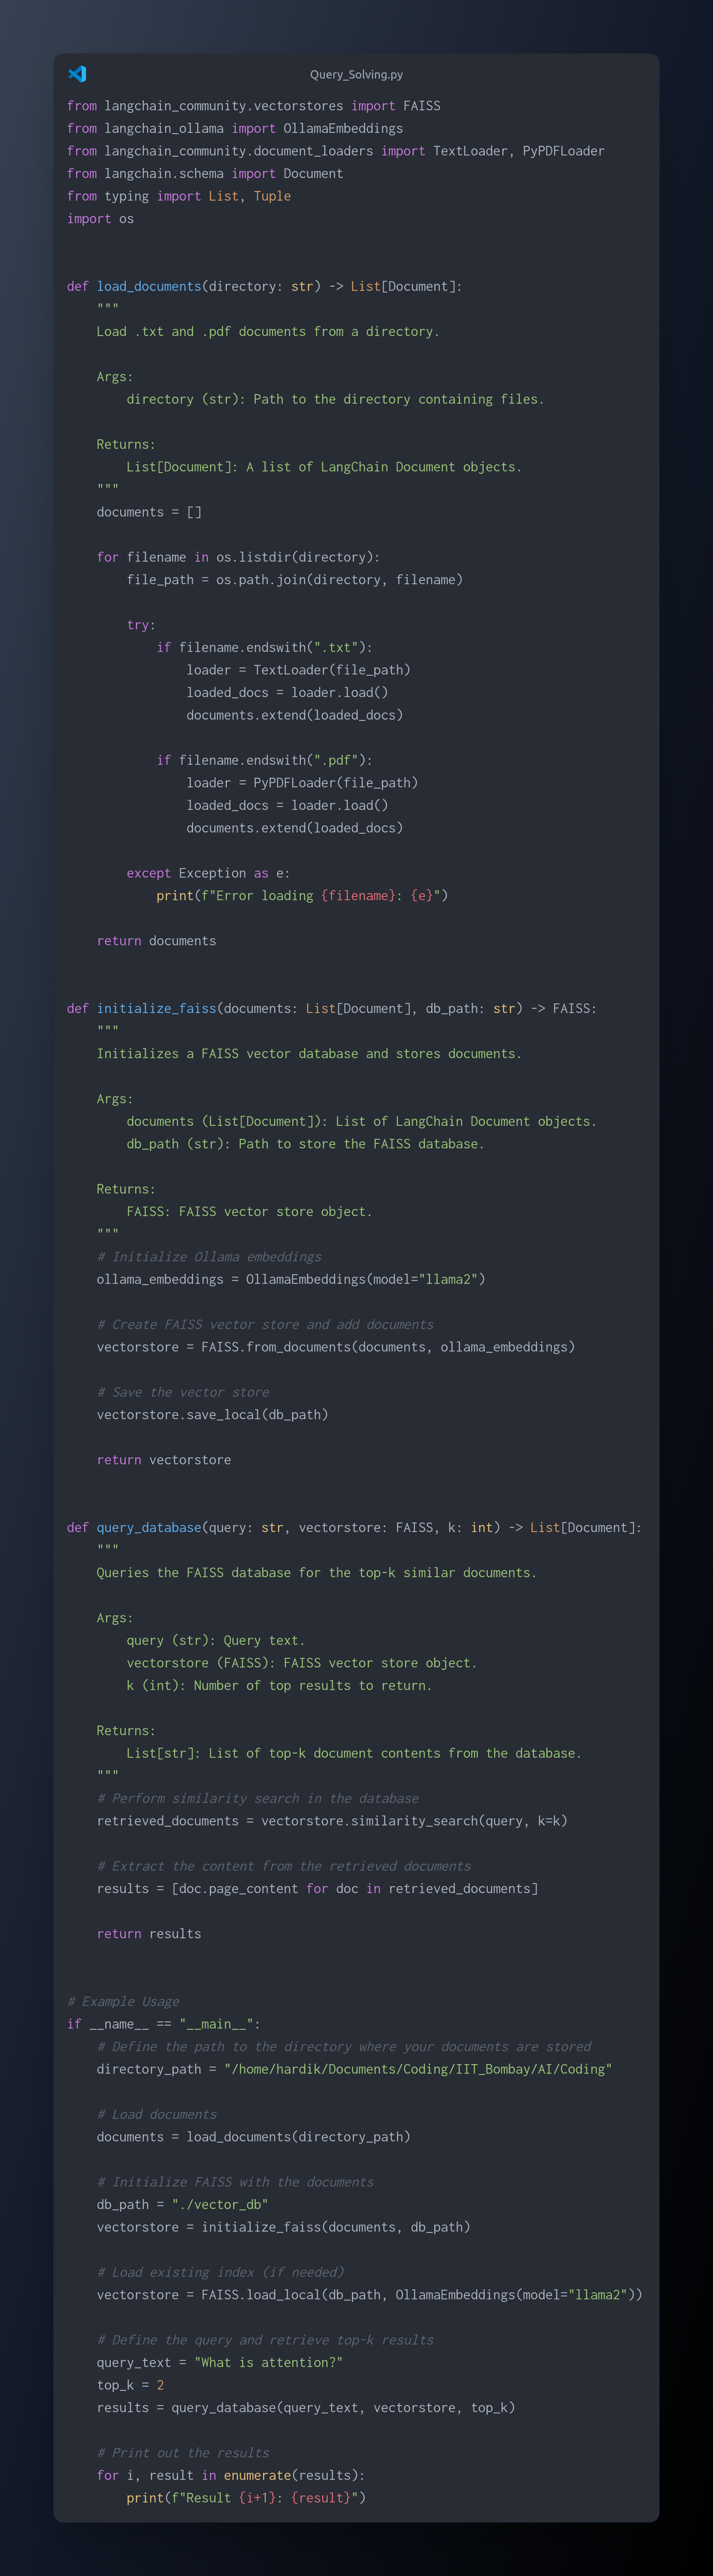 Query_Solving.py
from langchain_community.vectorstores import FAISS
from langchain_ollama import OllamaEmbeddings
from langchain_community.document_loaders import TextLoader, PyPDFLoader
from langchain.schema import Document
from typing import List, Tuple
import os


def load_documents(directory: str) -> List[Document]:
    """
    Load .txt and .pdf documents from a directory.

    Args:
        directory (str): Path to the directory containing files.

    Returns:
        List[Document]: A list of LangChain Document objects.
    """
    documents = []

    for filename in os.listdir(directory):
        file_path = os.path.join(directory, filename)

        try:
            if filename.endswith(".txt"):
                loader = TextLoader(file_path)
                loaded_docs = loader.load()
                documents.extend(loaded_docs)

            if filename.endswith(".pdf"):
                loader = PyPDFLoader(file_path)
                loaded_docs = loader.load()
                documents.extend(loaded_docs)

        except Exception as e:
            print(f"Error loading {filename}: {e}")

    return documents


def initialize_faiss(documents: List[Document], db_path: str) -> FAISS:
    """
    Initializes a FAISS vector database and stores documents.

    Args:
        documents (List[Document]): List of LangChain Document objects.
        db_path (str): Path to store the FAISS database.

    Returns:
        FAISS: FAISS vector store object.
    """
    # Initialize Ollama embeddings
    ollama_embeddings = OllamaEmbeddings(model="llama2")

    # Create FAISS vector store and add documents
    vectorstore = FAISS.from_documents(documents, ollama_embeddings)

    # Save the vector store
    vectorstore.save_local(db_path)

    return vectorstore


def query_database(query: str, vectorstore: FAISS, k: int) -> List[Document]:
    """
    Queries the FAISS database for the top-k similar documents.

    Args:
        query (str): Query text.
        vectorstore (FAISS): FAISS vector store object.
        k (int): Number of top results to return.

    Returns:
        List[str]: List of top-k document contents from the database.
    """
    # Perform similarity search in the database
    retrieved_documents = vectorstore.similarity_search(query, k=k)

    # Extract the content from the retrieved documents
    results = [doc.page_content for doc in retrieved_documents]

    return results


# Example Usage
if __name__ == "__main__":
    # Define the path to the directory where your documents are stored
    directory_path = "/home/hardik/Documents/Coding/IIT_Bombay/AI/Coding"

    # Load documents
    documents = load_documents(directory_path)

    # Initialize FAISS with the documents
    db_path = "./vector_db"
    vectorstore = initialize_faiss(documents, db_path)

    # Load existing index (if needed)
    vectorstore = FAISS.load_local(db_path, OllamaEmbeddings(model="llama2"))

    # Define the query and retrieve top-k results
    query_text = "What is attention?"
    top_k = 2
    results = query_database(query_text, vectorstore, top_k)

    # Print out the results
    for i, result in enumerate(results):
        print(f"Result {i+1}: {result}")